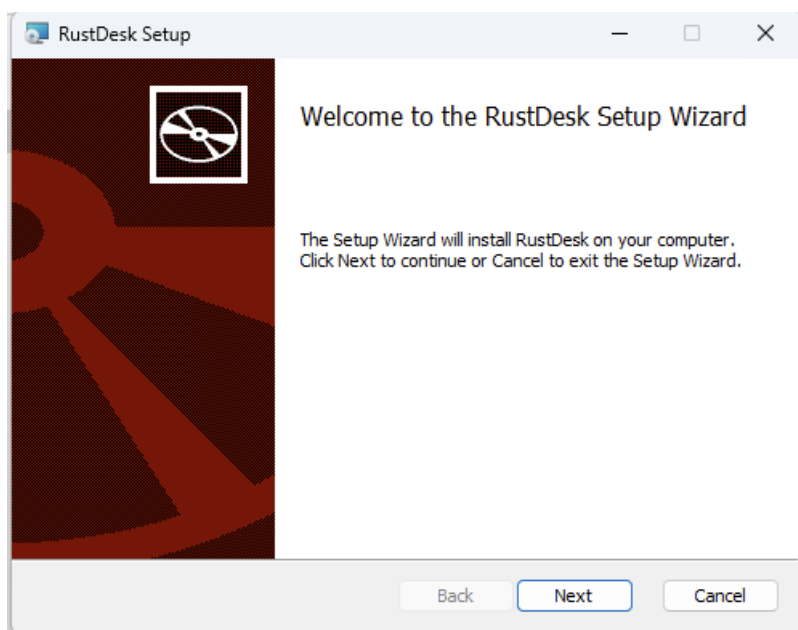 RustDesk Setup
Welcome to the RustDesk Setup Wizard
The Setup Wizard will install RustDesk on your computer.
Click Next to continue or Cancel to exit the Setup Wizard.
Back Next Cancel